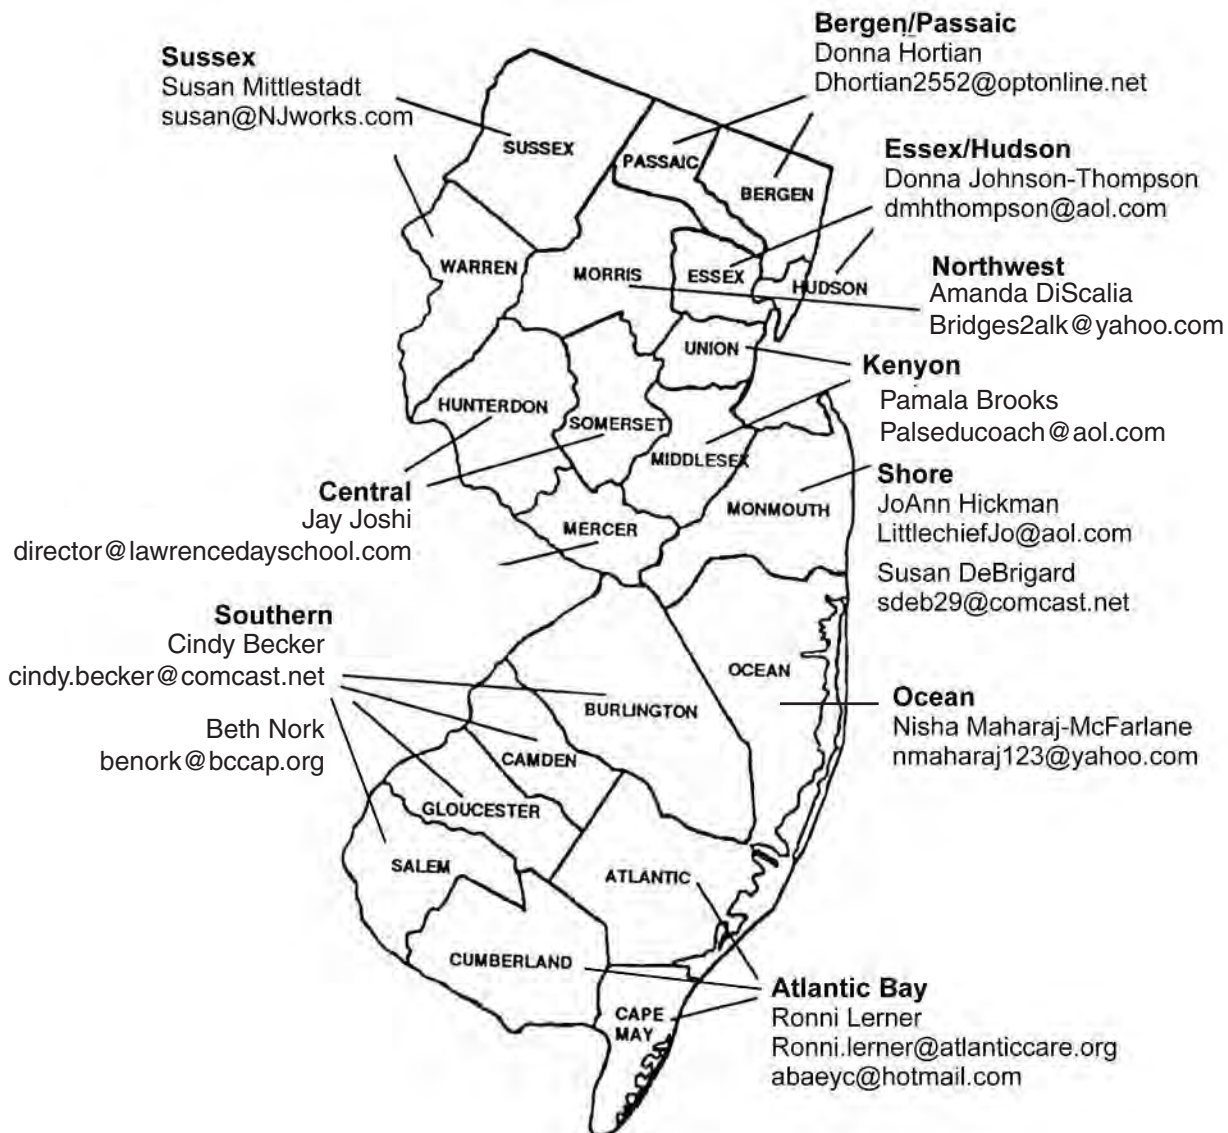 Bergen/Passaic
Donna Hortian
Dhortian2552@optonline.net
Sussex
Susan Mittlestadt
susan@NJworks.com
Essex/Hudson
Donna Johnson-Thompson
dmhthompson@aol.com
Northwest
Amanda DiScalia
Bridges2alk@yahoo.com
Kenyon
Pamala Brooks
Palseducoach@aol.com
Shore
JoAnn Hickman
LittlechiefJo@aol.com
Susan DeBrigard
sdeb29@comcast.net
Central
Jay Joshi
director@lawrencedayschool.com
Southern
Cindy Becker
cindy.becker@comcast.net
Beth Nork
benork@bccap.org
Ocean
Nisha Maharaj-McFarlane
nmaharaj123@yahoo.com
Atlantic Bay
Ronni Lerner
Ronni.lerner@atlanticcare.org
abaeyc@hotmail.com
SUSSEX
PASSAIC
BERGEN
WARREN
MORRIS
ESSEX
HUDSON
UNION
HUNTERDON
SOMERSET
MIDDLESEX
MERCER
MONMOUTH
OCEAN
BURLINGTON
CAMDEN
GLOUCESTER
SALEM
ATLANTIC
CUMBERLAND
CAPE
MAY